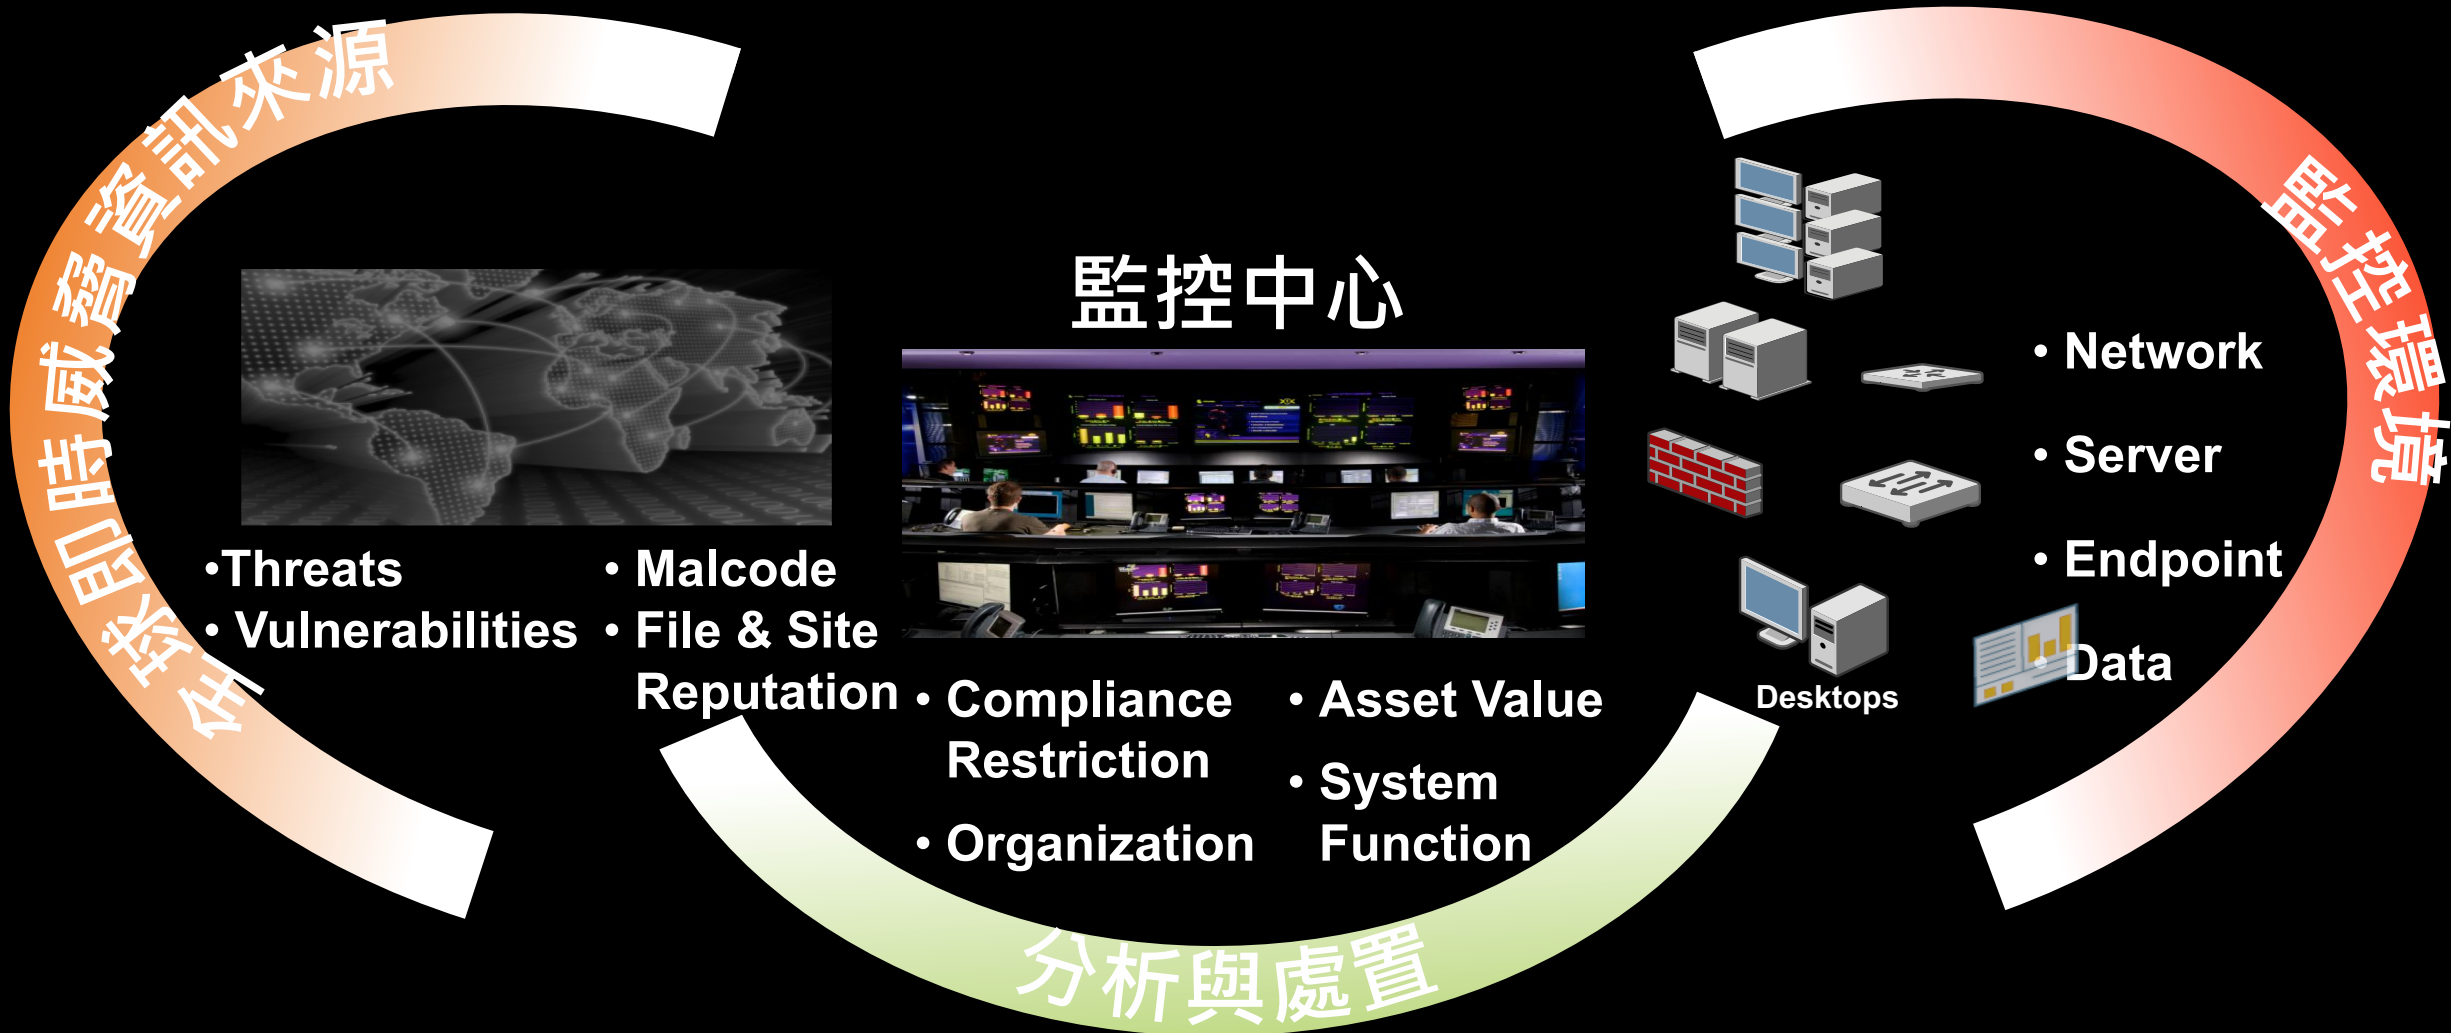 全球即時威脅資訊來源
•Threats
• Vulnerabilities
• Malcode
• File & Site
Reputation
監控中心
• Compliance
Restriction
• Organization
• Asset Value
• System
Function
分析與處置
監控環境
• Network
• Server
• Endpoint
• Data
Desktops